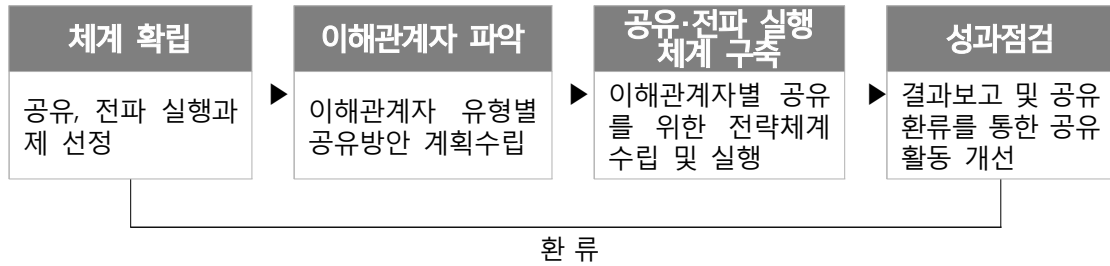 체계 확립
공유, 전파 실행과
제 선정
▶
이해관계자 파악
이해관계자 유형별
공유방안 계획수립
▶
공유·전파 실행
체계 구축
이해관계자별 공유
를 위한 전략체계
수립 및 실행
▶
성과점검
결과보고 및 공유
환류를 통한 공유
활동 개선
환 류